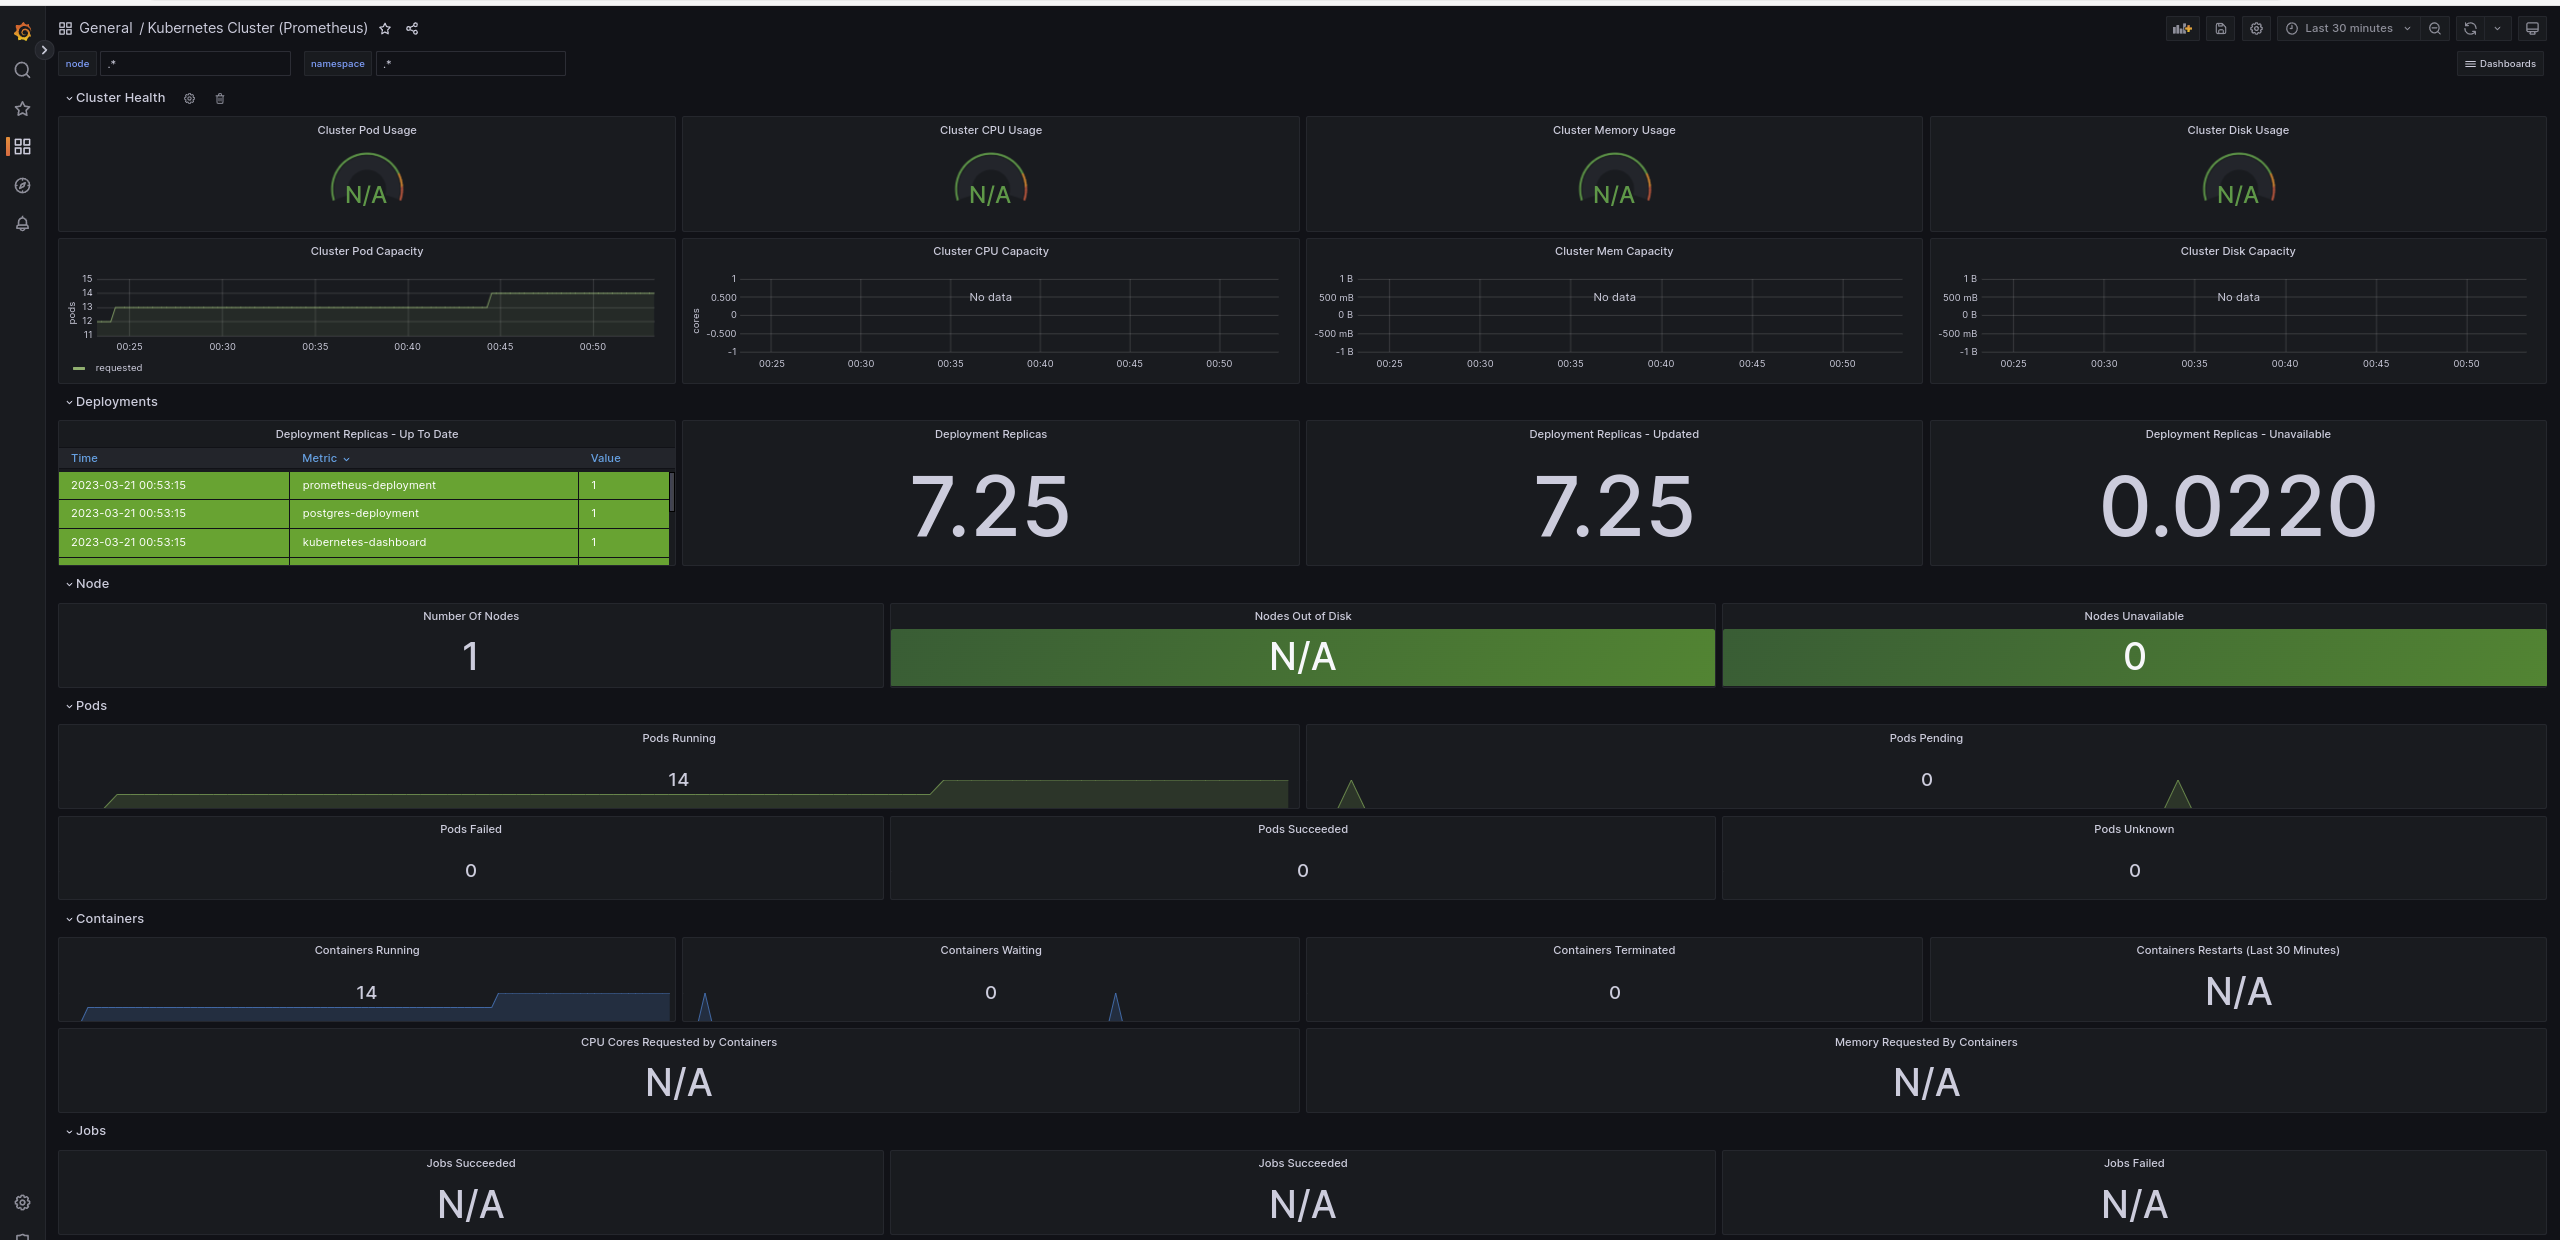 General / Kubernetes Cluster (Prometheus)
Last 30 minutes
node .* namespace .*
Dashboards
Cluster Health
Cluster Pod Usage
N/A
Cluster CPU Usage
N/A
Cluster Memory Usage
N/A
Cluster Disk Usage
N/A
Cluster Pod Capacity
pods
15
14
13
12
11
00:25 00:30 00:35 00:40 00:45 00:50
requested
Cluster CPU Capacity
cores
1
0.500
0
-0.500
-1
No data
00:25 00:30 00:35 00:40 00:45 00:50
Cluster Mem Capacity
1 B
500 mB
0 B
-500 mB
-1 B
No data
00:25 00:30 00:35 00:40 00:45 00:50
Cluster Disk Capacity
1 B
500 mB
0 B
-500 mB
-1 B
No data
00:25 00:30 00:35 00:40 00:45 00:50
Deployments
Deployment Replicas - Up To Date
Time Metric Value
2023-03-21 00:53:15 prometheus-deployment 1
2023-03-21 00:53:15 postgres-deployment 1
2023-03-21 00:53:15 kubernetes-dashboard 1
Deployment Replicas
7.25
Deployment Replicas - Updated
7.25
Deployment Replicas - Unavailable
0.0220
Node
Number Of Nodes
1
Nodes Out of Disk
N/A
Nodes Unavailable
0
Pods
Pods Running
14
Pods Pending
0
Pods Failed
0
Pods Succeeded
0
Pods Unknown
0
Containers
Containers Running
14
Containers Waiting
0
Containers Terminated
0
Containers Restarts (Last 30 Minutes)
N/A
CPU Cores Requested by Containers
N/A
Memory Requested By Containers
N/A
Jobs
Jobs Succeeded
N/A
Jobs Succeeded
N/A
Jobs Failed
N/A